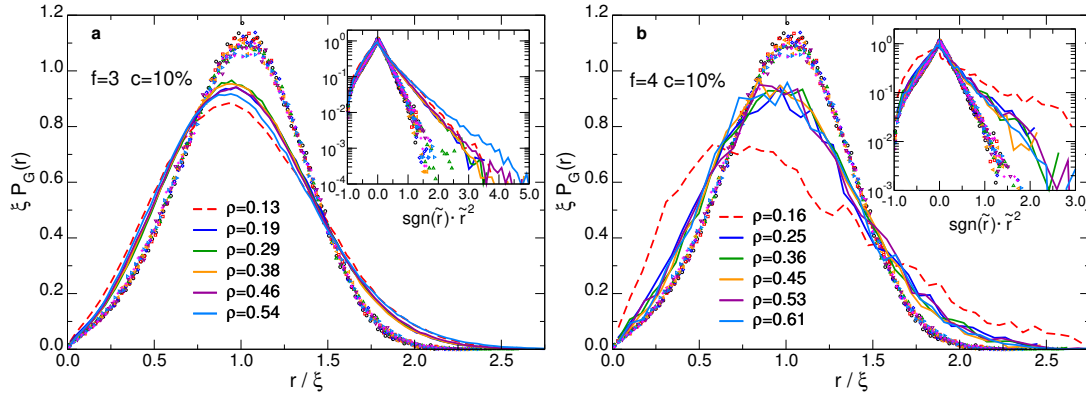 a
f=3 c=10%
ξ P_G(r)
1.2
1.0
0.8
0.6
0.4
0.2
0.0
0.0 0.5 1.0 1.5 2.0 2.5
r / ξ
ρ=0.13
ρ=0.19
ρ=0.29
ρ=0.38
ρ=0.46
ρ=0.54
10^0
10^-1
10^-2
10^-3
10^-4
-1.0 0.0 1.0 2.0 3.0 4.0 5.0
sgn(r̃)· r̃^2
b
f=4 c=10%
ξ P_G(r)
1.2
1.0
0.8
0.6
0.4
0.2
0.0
0.0 0.5 1.0 1.5 2.0 2.5
r / ξ
ρ=0.16
ρ=0.25
ρ=0.36
ρ=0.45
ρ=0.53
ρ=0.61
10^0
10^-1
10^-2
10^-3
-1.0 0.0 1.0 2.0 3.0
sgn(r̃)· r̃^2